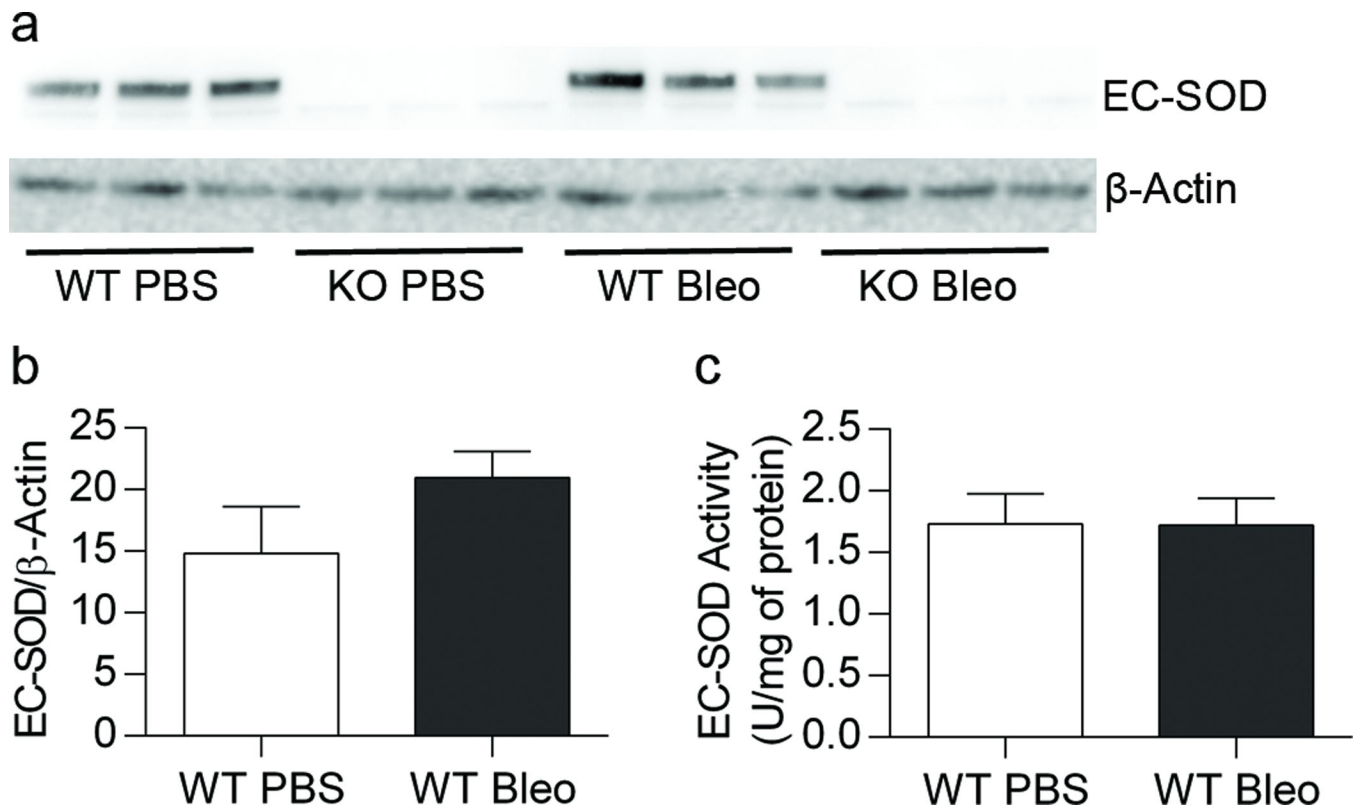 a
EC-SOD
β-Actin
WT PBS
KO PBS
WT Bleo
KO Bleo
b
EC-SOD/β-Actin
25
20
15
10
5
0
WT PBS
WT Bleo
c
EC-SOD Activity
(U/mg of protein)
2.5
2.0
1.5
1.0
0.5
0.0
WT PBS
WT Bleo